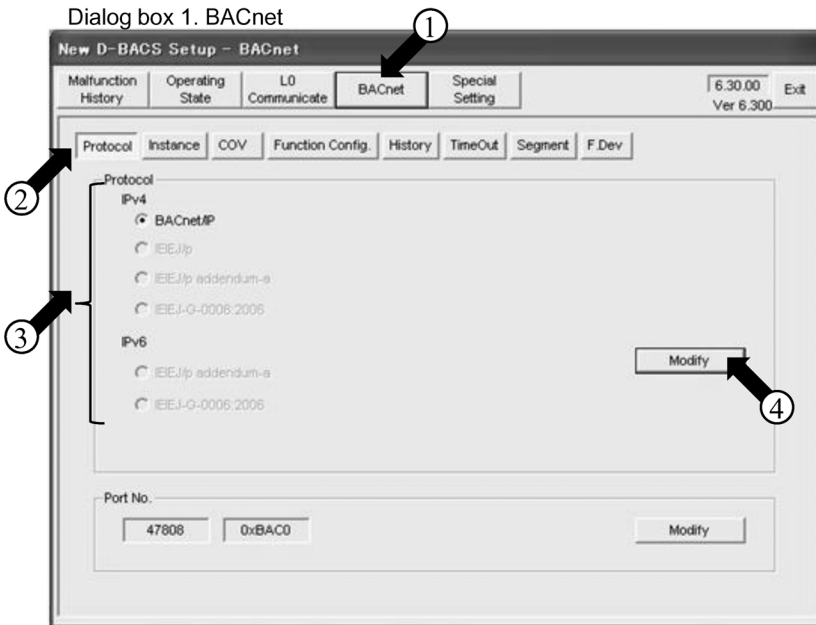 Dialog box 1. BACnet
1
New D-BACS Setup - BACnet
Malfunction History
Operating State
L0 Communicate
BACnet
Special Setting
6.30.00
Ver 6.300
Exit
Protocol
Instance
COV
Function Config.
History
TimeOut
Segment
F.Dev
2
Protocol
IPv4
BACnet/IP
IEIEJ/p
IEIEJ/p addendum-a
IEIEJ-G-0006:2006
3
IPv6
Modify
IEIEJ/p addendum-a
4
IEIEJ-G-0006:2006
Port No.
47808
0xBAC0
Modify